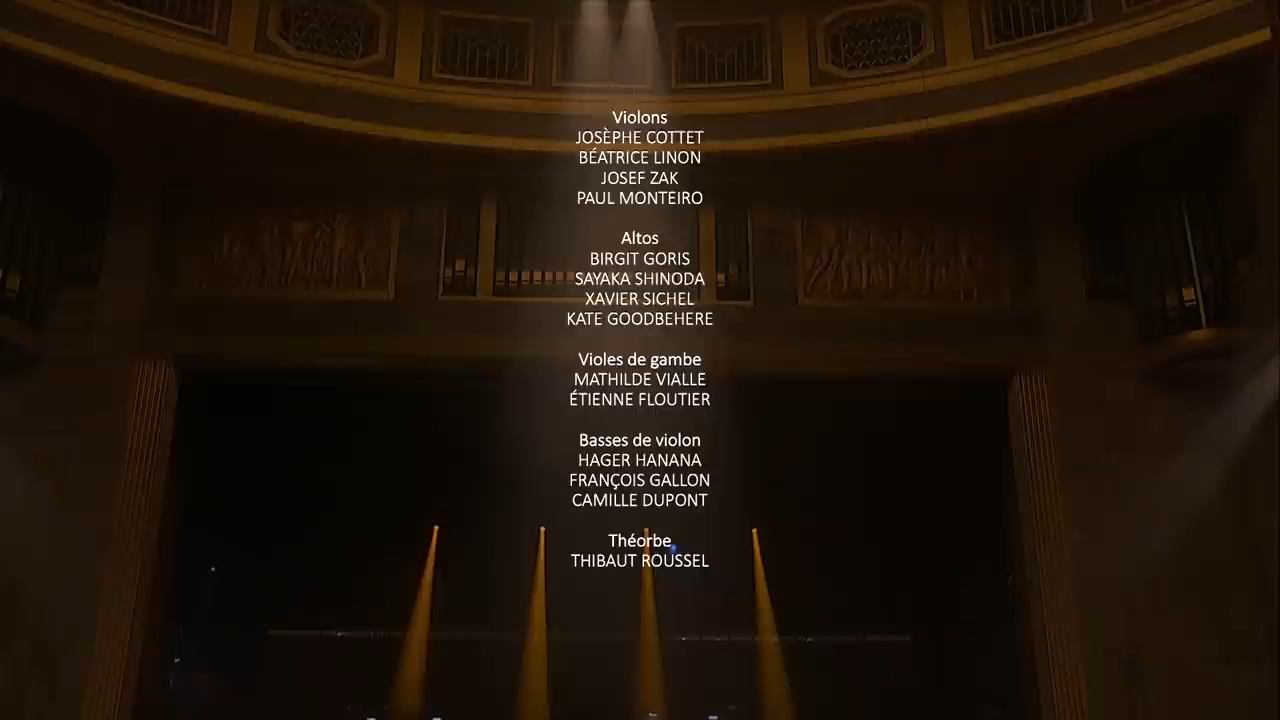 Violons
JOSÈPHE COTTET
BÉATRICE LINON
JOSEF ZAK
PAUL MONTEIRO
Altos
BIRGIT GORIS
SAYAKA SHINODA
XAVIER SICHEL
KATE GOODBEHERE
Violes de gambe
MATHILDE VIALLE
ÉTIENNE FLOUTIER
Basses de violon
HAGER HANANA
FRANÇOIS GALLON
CAMILLE DUPONT
Théorbe
THIBAUT ROUSSEL